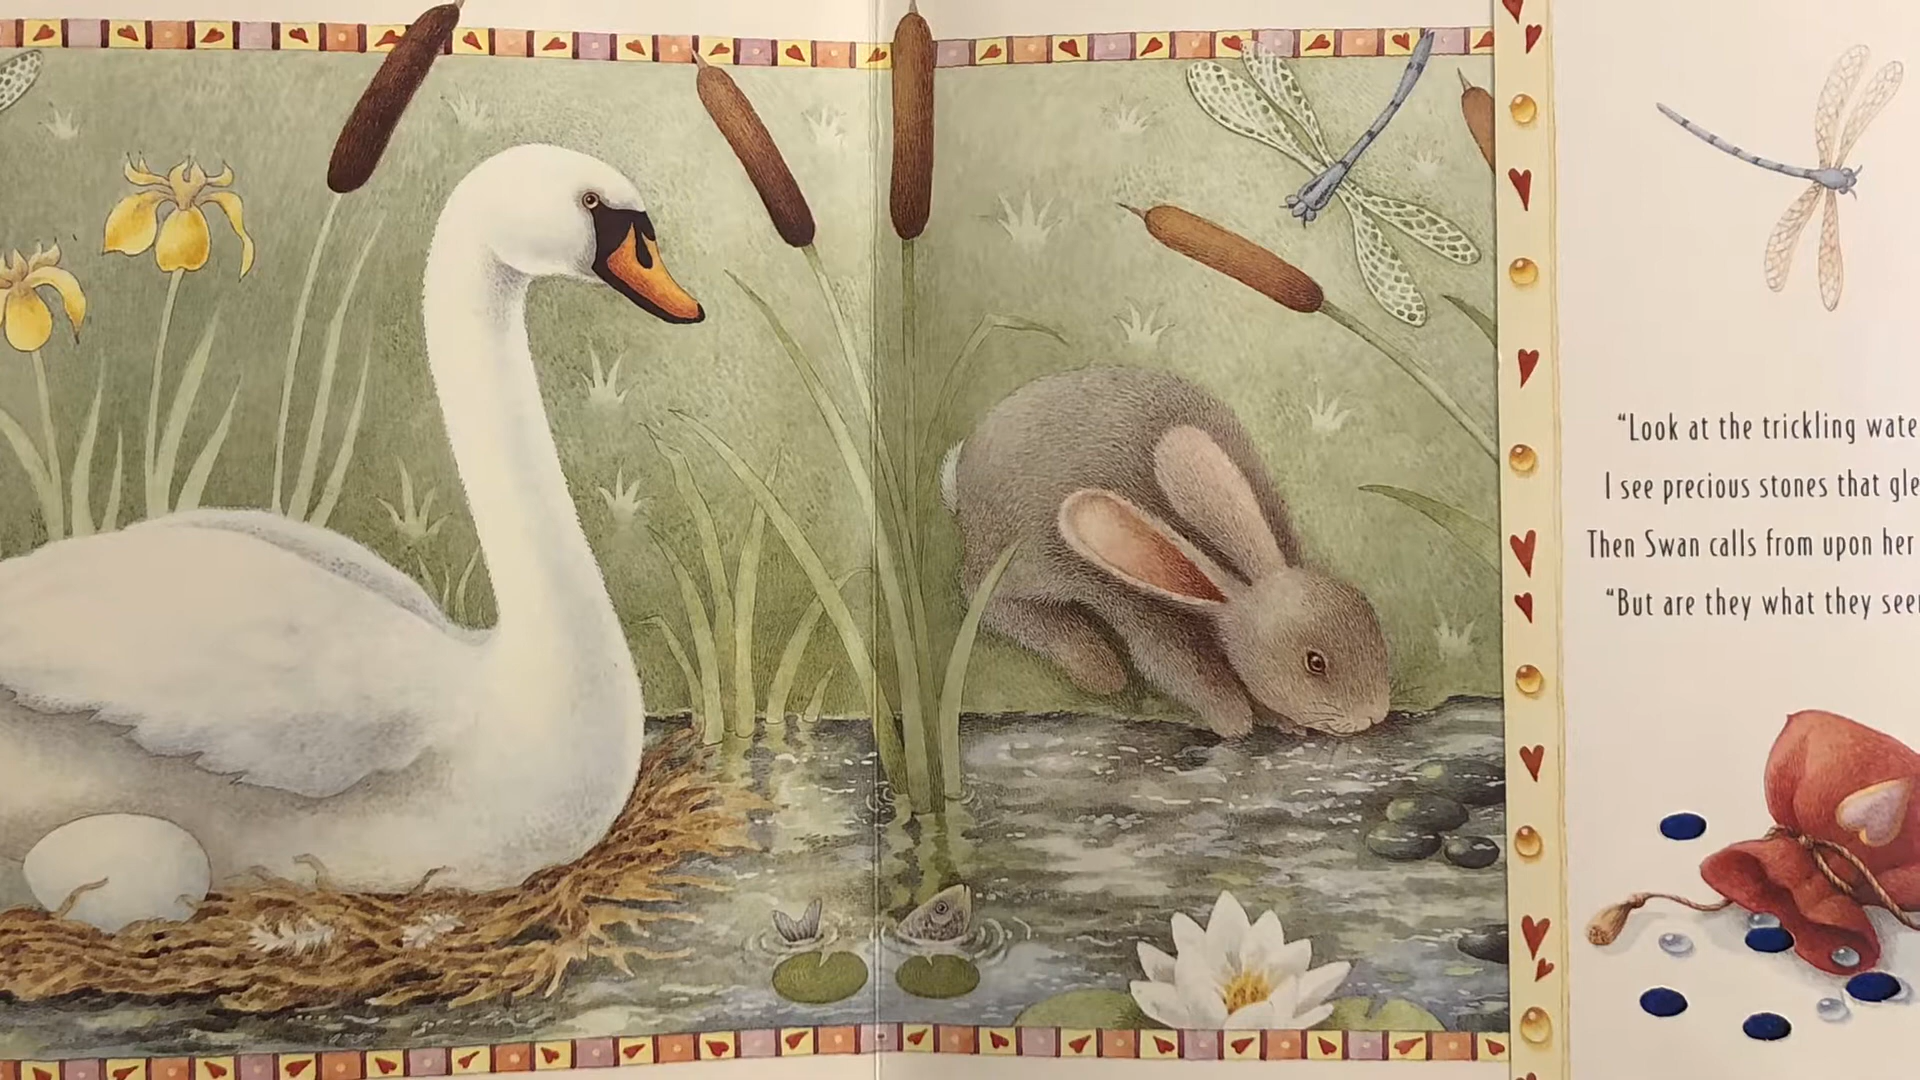 “Look at the trickling wate
I see precious stones that gle
Then Swan calls from upon her
“But are they what they see